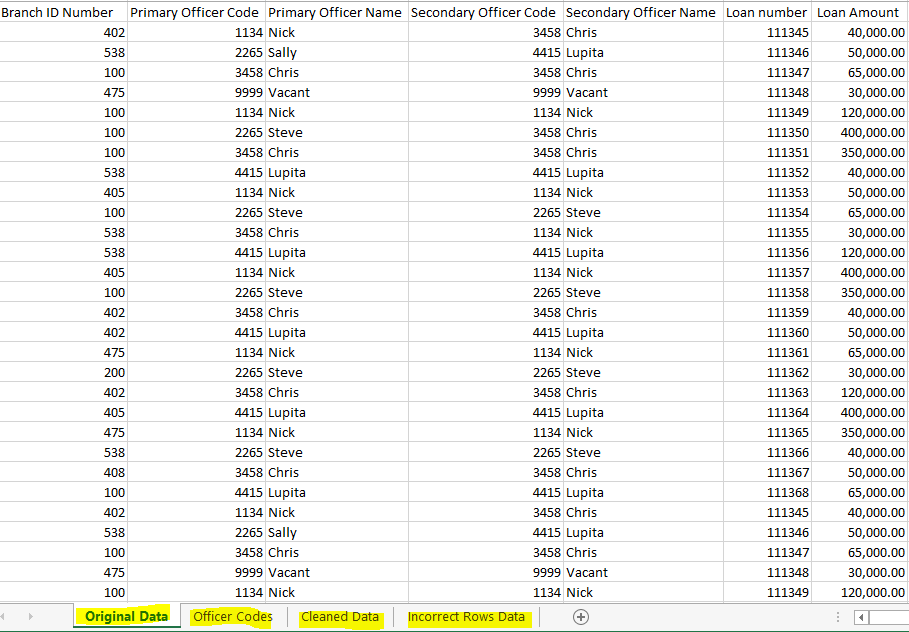 Branch ID Number Primary Officer Code Primary Officer Name Secondary Officer Code Secondary Officer Name Loan number Loan Amount
402 1134 Nick 3458 Chris 111345 40,000.00
538 2265 Sally 4415 Lupita 111346 50,000.00
100 3458 Chris 3458 Chris 111347 65,000.00
475 9999 Vacant 9999 Vacant 111348 30,000.00
100 1134 Nick 1134 Nick 111349 120,000.00
100 2265 Steve 3458 Chris 111350 400,000.00
100 3458 Chris 3458 Chris 111351 350,000.00
538 4415 Lupita 4415 Lupita 111352 40,000.00
405 1134 Nick 1134 Nick 111353 50,000.00
100 2265 Steve 2265 Steve 111354 65,000.00
538 3458 Chris 1134 Nick 111355 30,000.00
538 4415 Lupita 4415 Lupita 111356 120,000.00
405 1134 Nick 1134 Nick 111357 400,000.00
100 2265 Steve 2265 Steve 111358 350,000.00
402 3458 Chris 3458 Chris 111359 40,000.00
402 4415 Lupita 4415 Lupita 111360 50,000.00
475 1134 Nick 1134 Nick 111361 65,000.00
200 2265 Steve 2265 Steve 111362 30,000.00
402 3458 Chris 3458 Chris 111363 120,000.00
405 4415 Lupita 4415 Lupita 111364 400,000.00
475 1134 Nick 1134 Nick 111365 350,000.00
538 2265 Steve 2265 Steve 111366 40,000.00
408 3458 Chris 3458 Chris 111367 50,000.00
100 4415 Lupita 4415 Lupita 111368 65,000.00
402 1134 Nick 3458 Chris 111345 40,000.00
538 2265 Sally 4415 Lupita 111346 50,000.00
100 3458 Chris 3458 Chris 111347 65,000.00
475 9999 Vacant 9999 Vacant 111348 30,000.00
100 1134 Nick 1134 Nick 111349 120,000.00
Original Data Officer Codes Cleaned Data Incorrect Rows Data